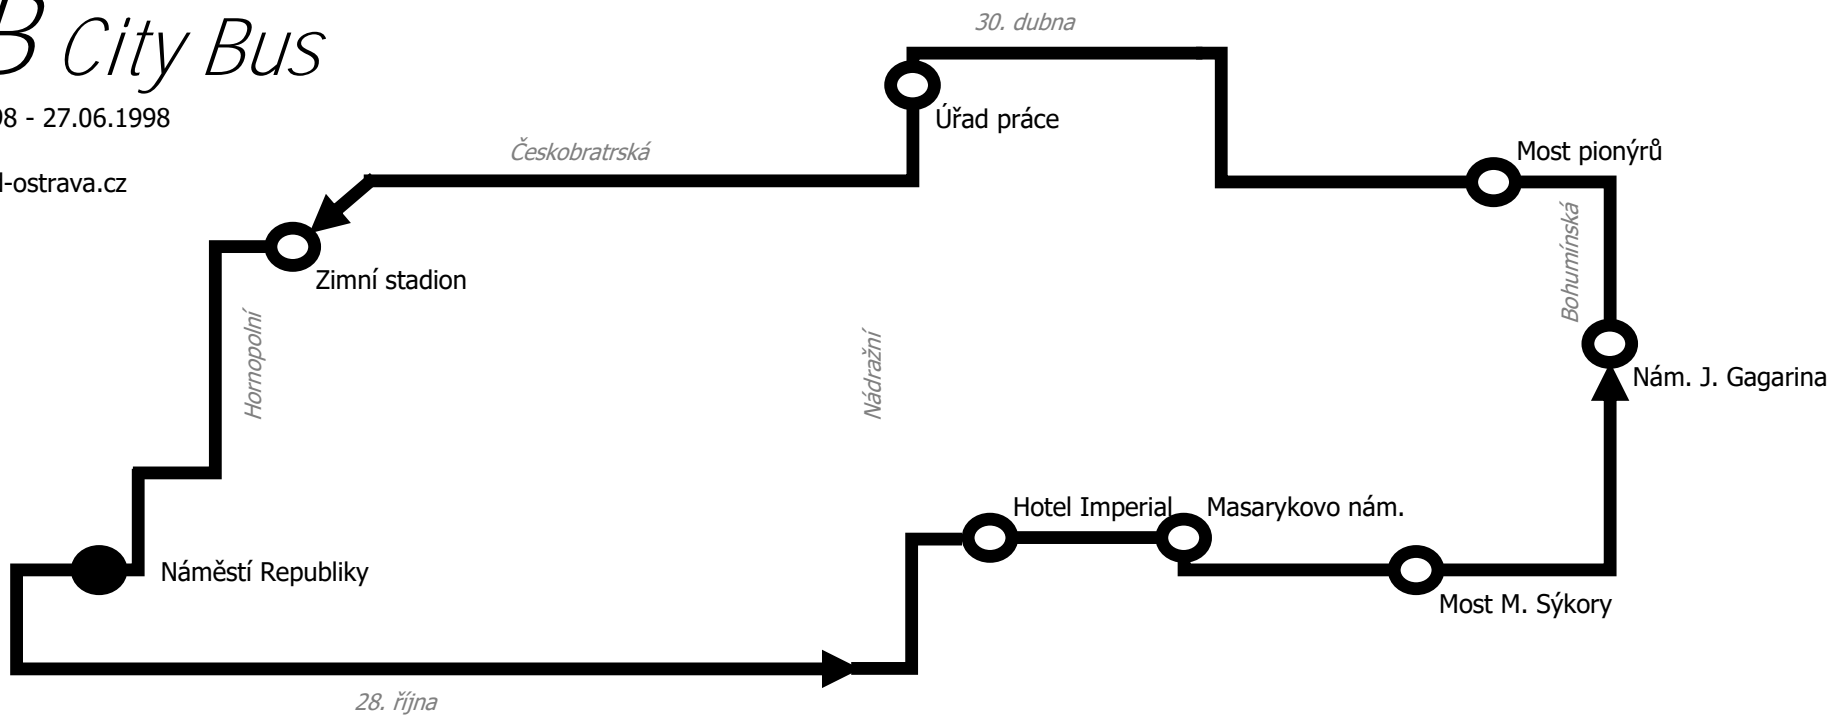 B City Bus
30. dubna
98 - 27.06.1998
Úřad práce
Českobratrská
Most pionýrů
l-ostrava.cz
Bohumínská
Zimní stadion
Hornopolní
Nádražní
Nám. J. Gagarina
Hotel Imperial
Masarykovo nám.
Náměstí Republiky
Most M. Sýkory
28. října